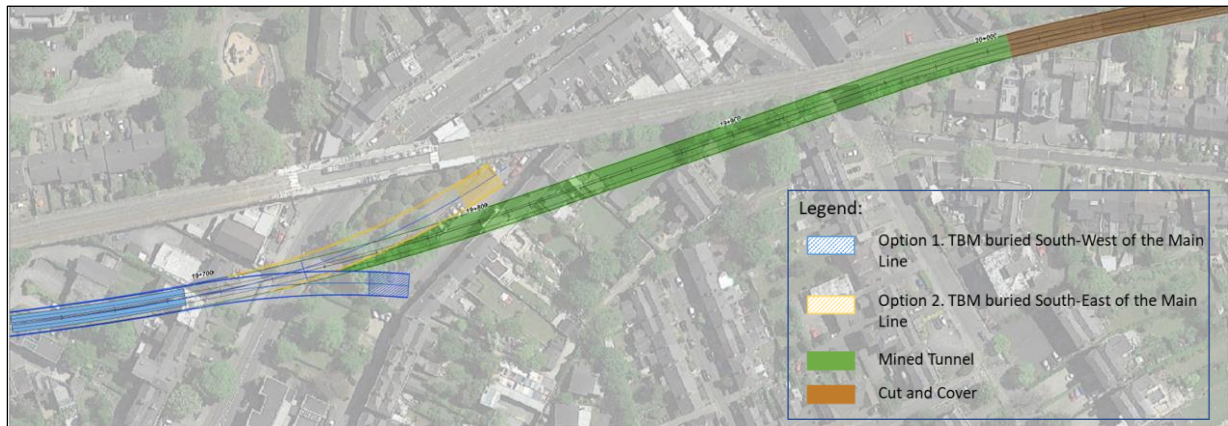 20+000
19+900
19+800
19+700
Legend:
Option 1. TBM buried South-West of the Main
Line
Option 2. TBM buried South-East of the Main
Line
Mined Tunnel
Cut and Cover